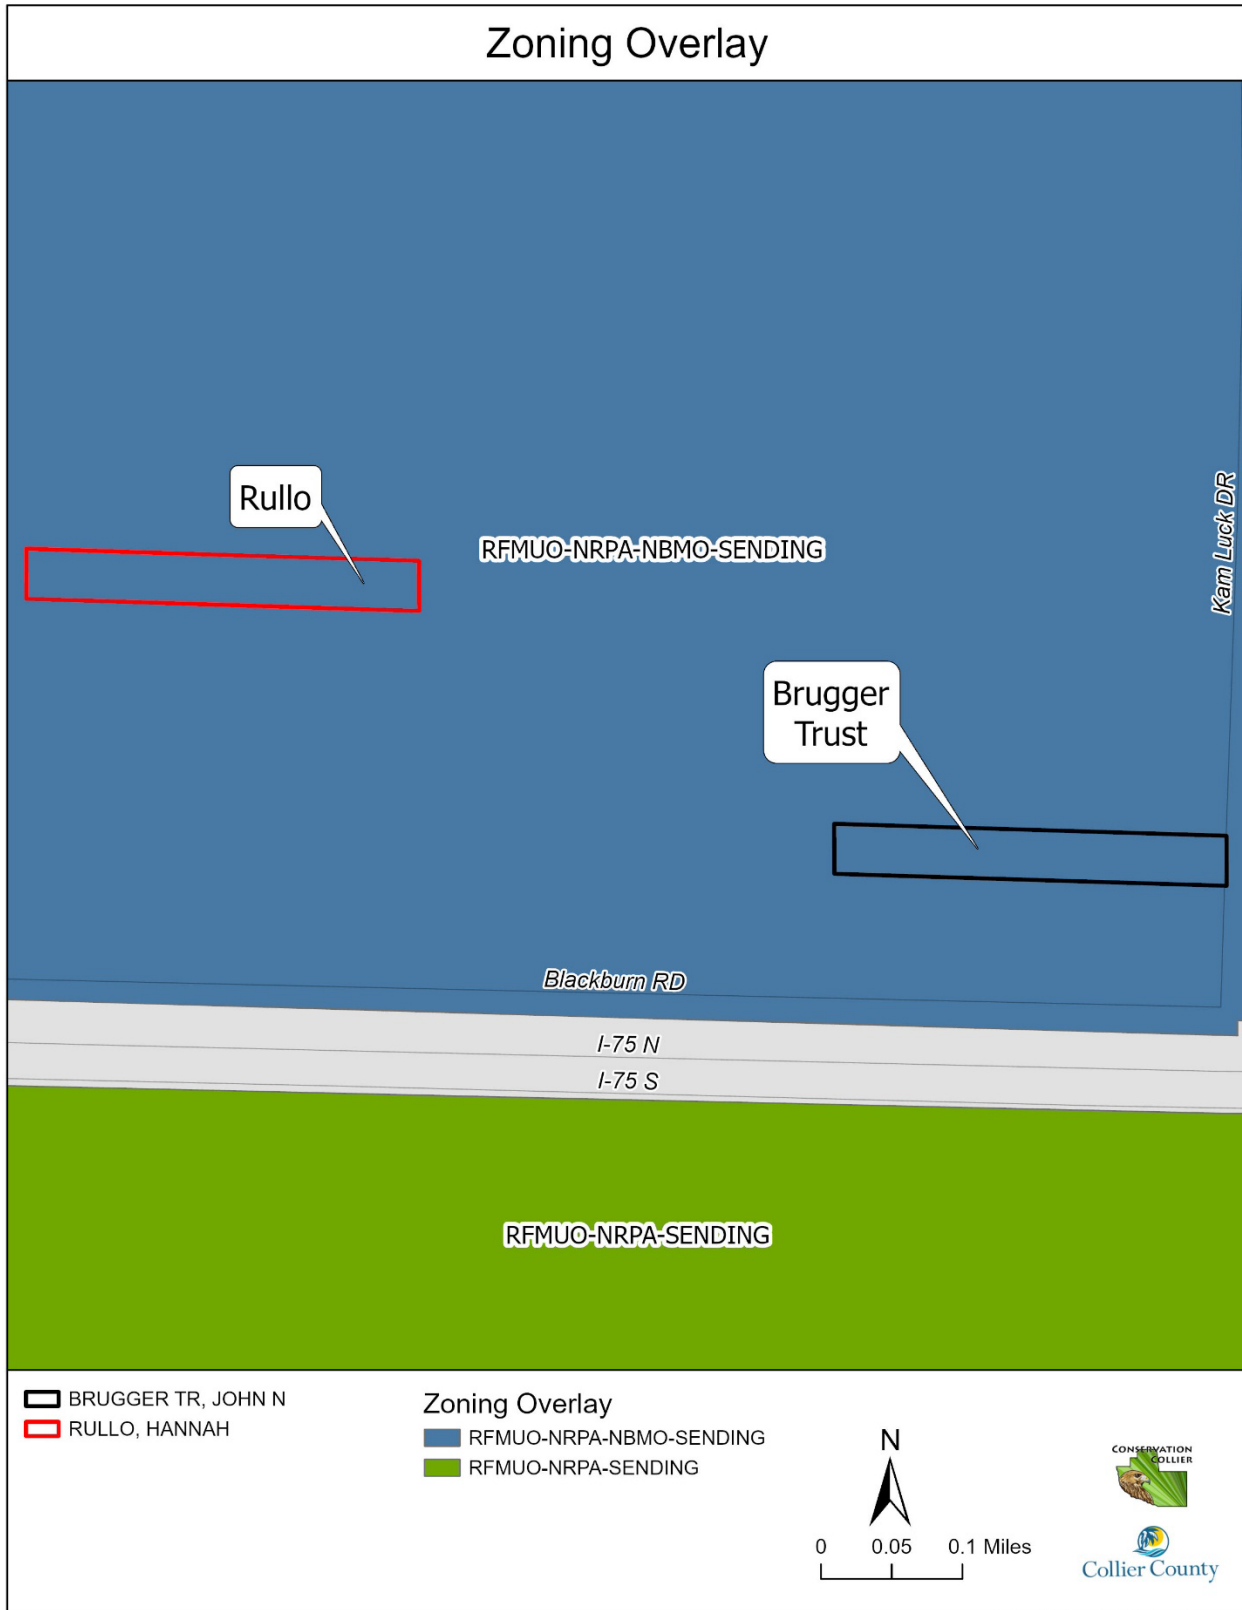 Zoning Overlay
Rullo
RFMUO-NRPA-NBMO-SENDING
Kam Luck DR
Brugger
Trust
Blackburn RD
I-75 N
I-75 S
RFMUO-NRPA-SENDING
BRUGGER TR, JOHN N
RULLO, HANNAH
Zoning Overlay
RFMUO-NRPA-NBMO-SENDING
RFMUO-NRPA-SENDING
N
0 0.05 0.1 Miles
CONSERVATION
COLLIER
Collier County